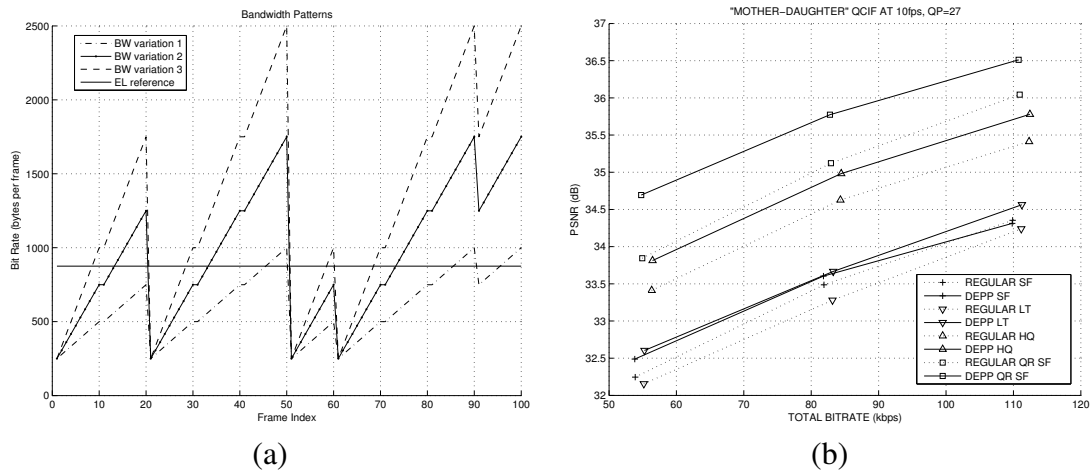 Bandwidth Patterns
2500
2000
1500
1000
500
0
Bit Rate (bytes per frame)
BW variation 1
BW variation 2
BW variation 3
EL reference
0 10 20 30 40 50 60 70 80 90 100
Frame Index
(a)
"MOTHER-DAUGHTER" QCIF AT 10fps, QP=27
37
36.5
36
35.5
35
34.5
34
33.5
33
32.5
32
PSNR (dB)
REGULAR SF
DEPP SF
REGULAR LT
DEPP LT
REGULAR HQ
DEPP HQ
REGULAR QR SF
DEPP QR SF
50 60 70 80 90 100 110 120
TOTAL BITRATE (kbps)
(b)